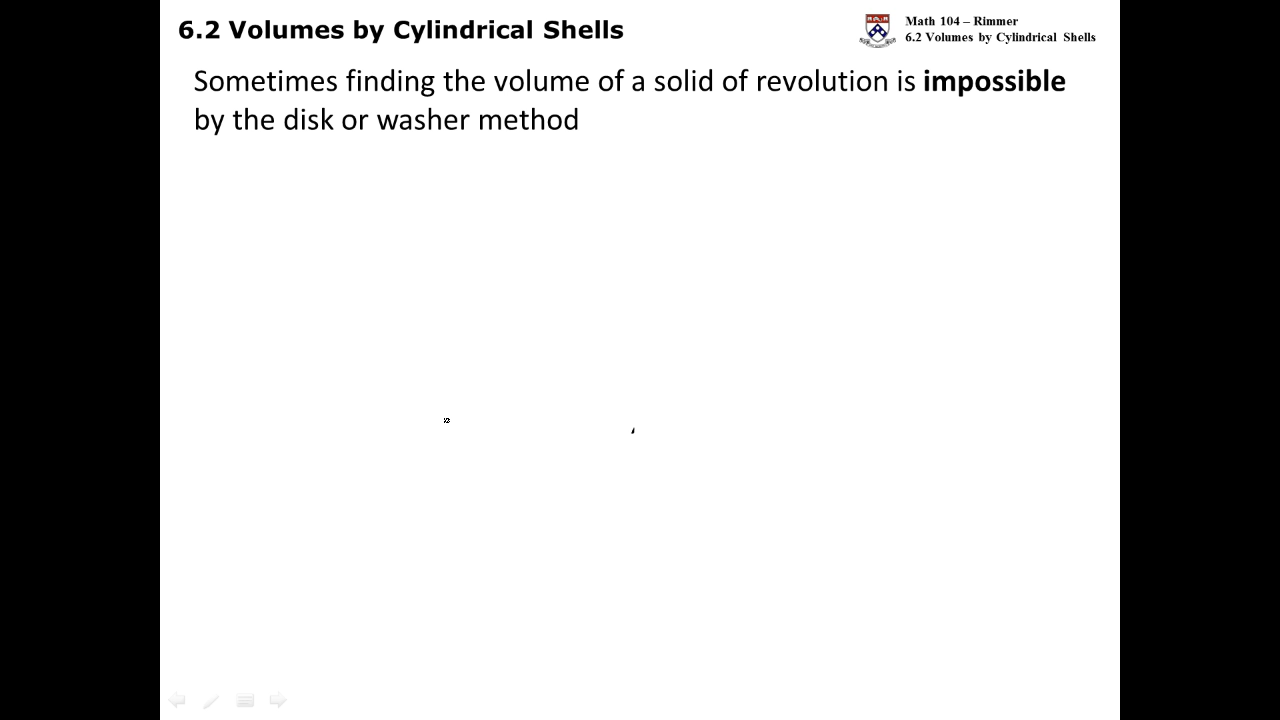 6.2 Volumes by Cylindrical Shells
Math 104 – Rimmer
6.2 Volumes by Cylindrical Shells
Sometimes finding the volume of a solid of revolution is impossible
by the disk or washer method